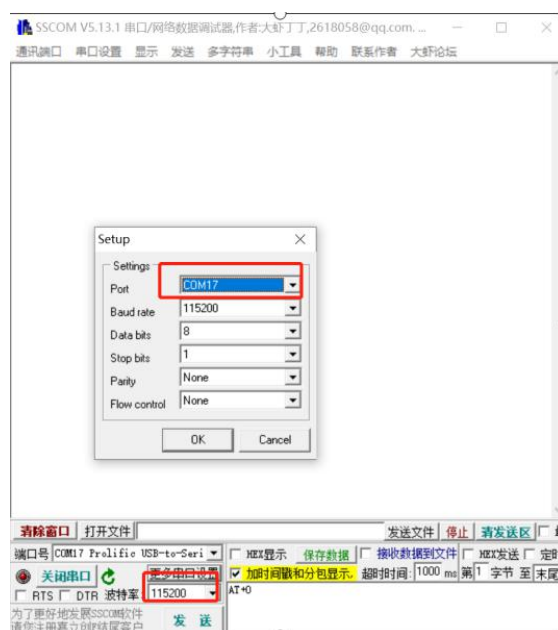 SSCOM V5.13.1 串口/网络数据调试器,作者:大虾丁丁,2618058@qq.com. ...
通讯端口 串口设置 显示 发送 多字符串 小工具 帮助 联系作者 大虾论坛
Setup
Settings
Port COM17
Baud rate 115200
Data bits 8
Stop bits 1
Parity None
Flow control None
OK Cancel
清除窗口 打开文件 发送文件 停止 清发送区
端口号 COM17 Prolific USB-to-Seri HEX显示 保存数据 接收数据到文件 HEX发送 定时
关闭串口 更多串口设置 加时间戳和分包显示. 超时时间: 1000 ms 第 1 字节 至 末尾
RTS DTR 波特率: 115200 AT+0
为了更好地发展SSCOM软件 发 送